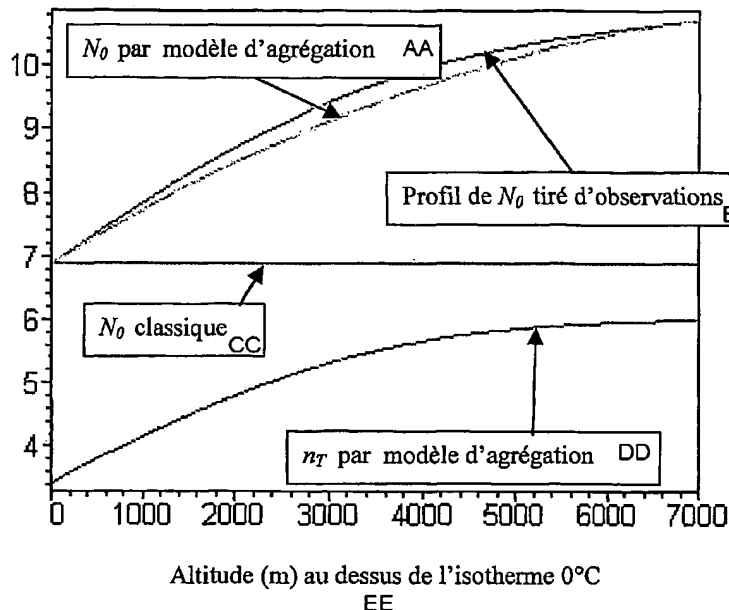 10
9
8
7
6
5
4
N₀ par modèle d'agrégation AA
Profil de N₀ tiré d'observations
N₀ classique CC
n_T par modèle d'agrégation DD
0 1000 2000 3000 4000 5000 6000 7000
Altitude (m) au dessus de l'isotherme 0°C
EE